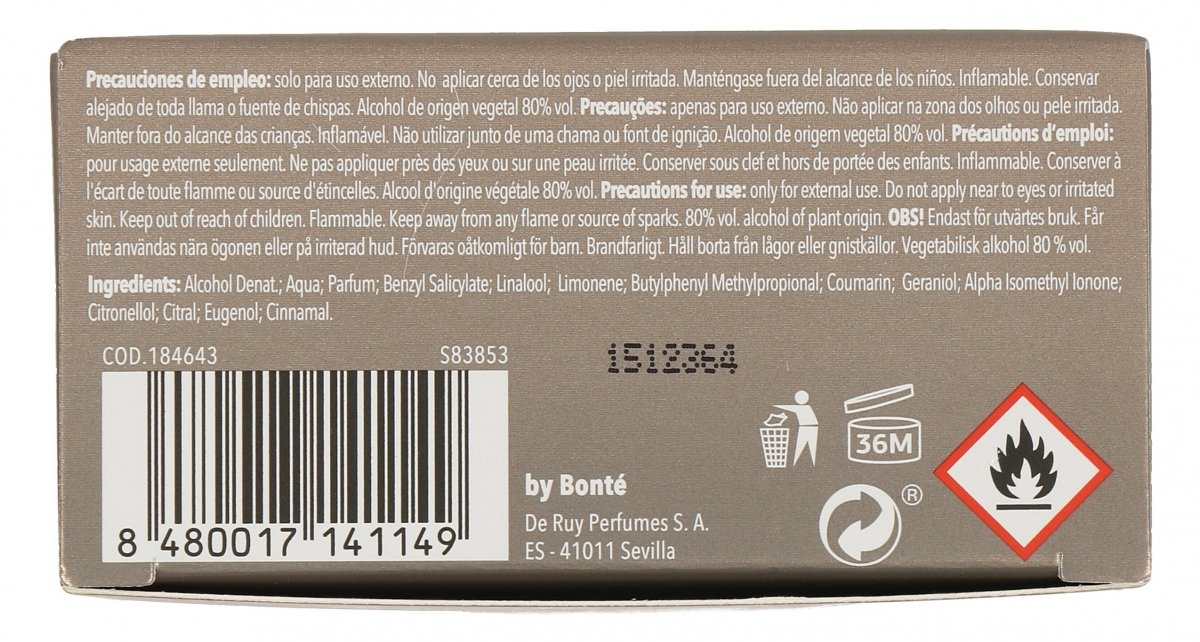 Precauciones de empleo: solo para uso externo. No aplicar cerca de los ojos o piel irritada. Manténgase fuera del alcance de los niños. Inflamable. Conservar
alejado de toda llama o fuente de chispas. Alcohol de origen vegetal 80% vol. Precauções: apenas para uso externo. Não aplicar na zona dos olhos ou pele irritada.
Manter fora do alcance das crianças. Inflamável. Não utilizar junto de uma chama ou font de ignição. Alcohol de origem vegetal 80% vol. Précautions d'emploi:
pour usage externe seulement. Ne pas appliquer près des yeux ou sur une peau irritée. Conserver sous clef et hors de portée des enfants. Inflammable. Conserver à
l'écart de toute flamme ou source d'étincelles. Alcool d'origine végétale 80% vol. Precautions for use: only for external use. Do not apply near to eyes or irritated
skin. Keep out of reach of children. Flammable. Keep away from any flame or source of sparks. 80% vol. alcohol of plant origin. OBS! Endast för utvärtes bruk. Får
inte användas nära ögonen eller på irriterad hud. Förvaras oåtkomligt för barn. Brandfarligt. Håll borta från lågor eller gnistkällor. Vegetabilisk alkohol 80 % vol.
Ingredients: Alcohol Denat.; Aqua; Parfum; Benzyl Salicylate; Linalool; Limonene; Butylphenyl Methylpropional; Coumarin; Geraniol; Alpha Isomethyl Ionone;
Citronellol; Citral; Eugenol; Cinnamal.
COD.184643 S83853
1512364
36M
®
by Bonté
De Ruy Perfumes S. A.
ES - 41011 Sevilla
8 480017 141149